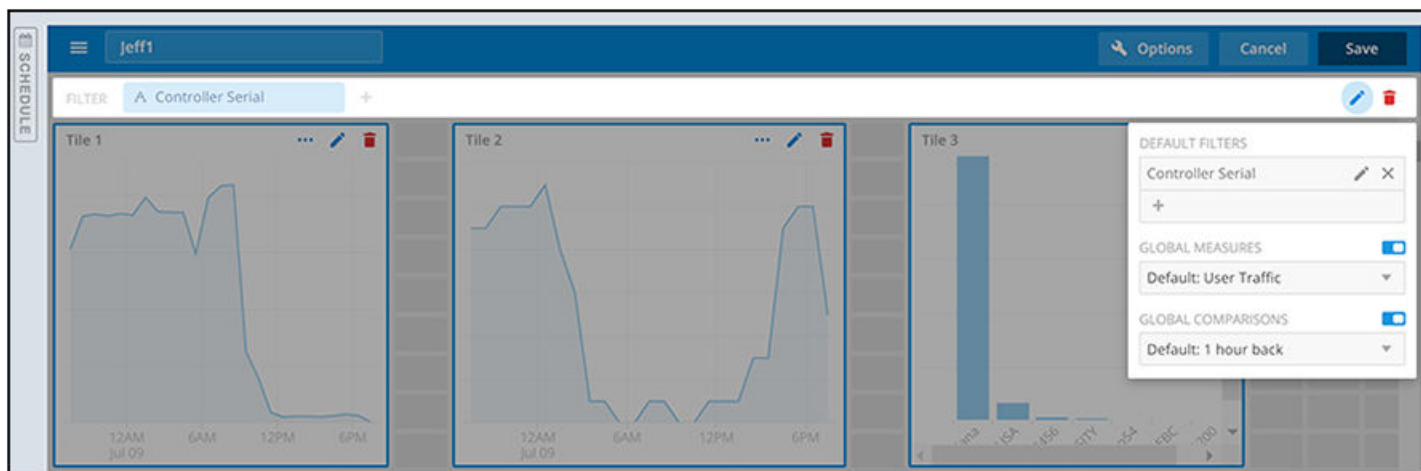 SCHEDULE
Jeff1
Options
Cancel
Save
FILTER
A Controller Serial
+
Tile 1
Tile 2
Tile 3
DEFAULT FILTERS
Controller Serial
+
GLOBAL MEASURES
Default: User Traffic
GLOBAL COMPARISONS
Default: 1 hour back
12AM 6AM 12PM 6PM
Jul 09
12AM 6AM 12PM 6PM
Jul 09